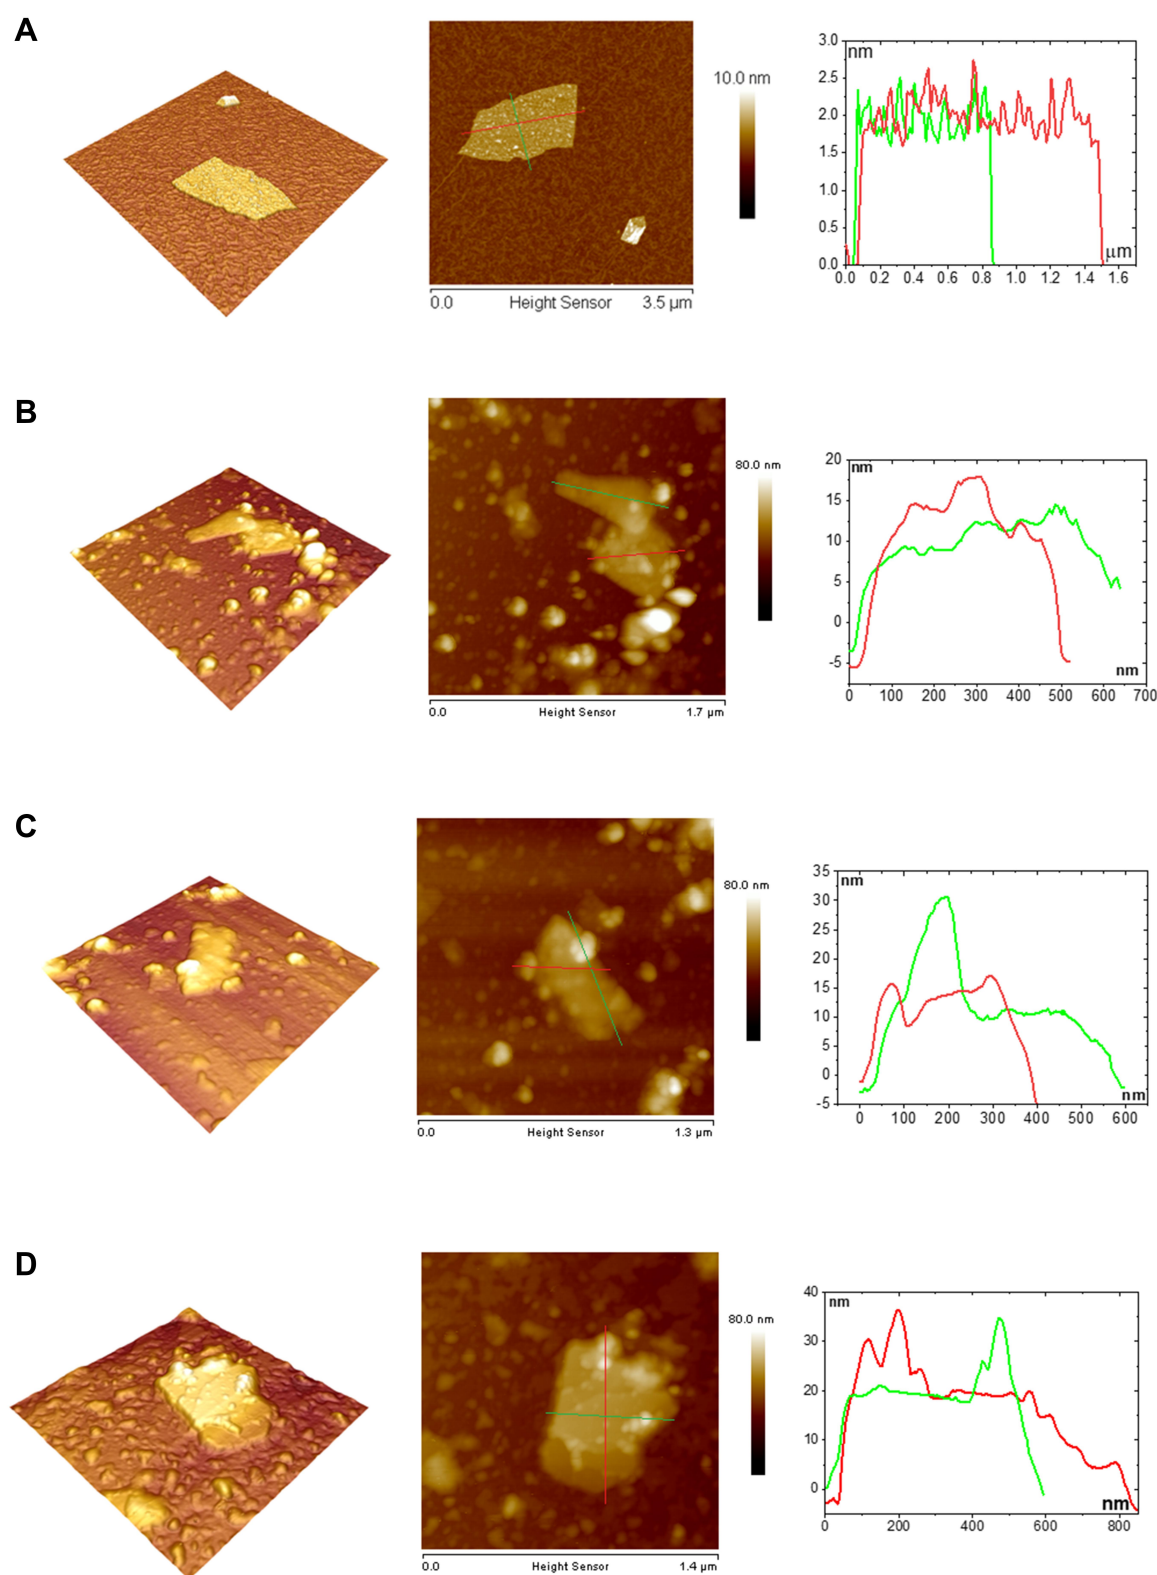 A
10.0 nm
0.0 Height Sensor 3.5 µm
nm
3.0
2.5
2.0
1.5
1.0
0.5
0.0
µm
0.0 0.2 0.4 0.6 0.8 1.0 1.2 1.4 1.6
B
80.0 nm
0.0 Height Sensor 1.7 µm
nm
20
15
10
5
0
-5
nm
0 100 200 300 400 500 600 700
C
80.0 nm
0.0 Height Sensor 1.3 µm
nm
35
30
25
20
15
10
5
0
-5
nm
0 100 200 300 400 500 600
D
80.0 nm
0.0 Height Sensor 1.4 µm
nm
40
30
20
10
0
nm
0 200 400 600 800